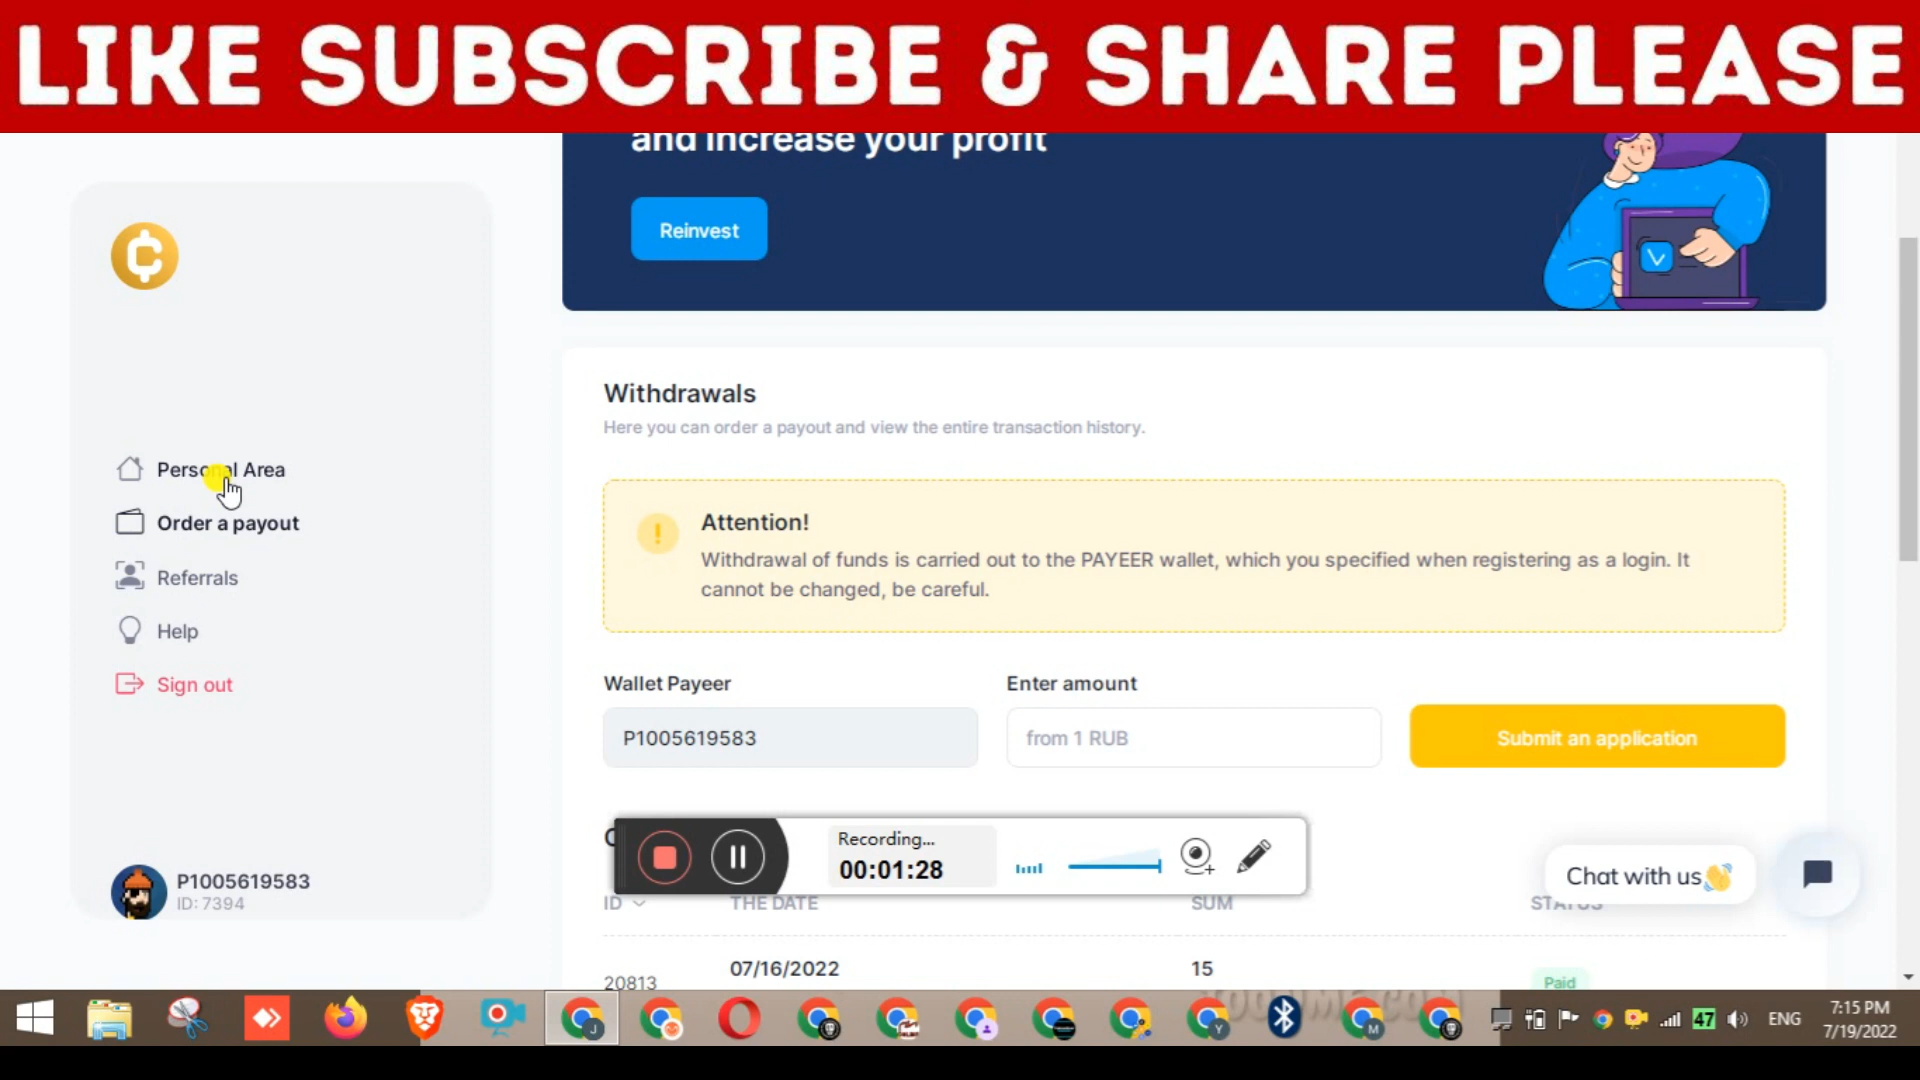 LIKE SUBSCRIBE & SHARE PLEASE
and increase your profit
Reinvest
Personal Area
Order a payout
Referrals
Help
Sign out
P1005619583
ID: 7394
Withdrawals
Here you can order a payout and view the entire transaction history.
Attention!
Withdrawal of funds is carried out to the PAYEER wallet, which you specified when registering as a login. It
cannot be changed, be careful.
Wallet Payeer
Enter amount
P1005619583
from 1 RUB
Submit an application
Recording...
00:01:28
Chat with us
ID
THE DATE
SUM
STATUS
20813
07/16/2022
15
Paid
47
ENG
7:15 PM
7/19/2022